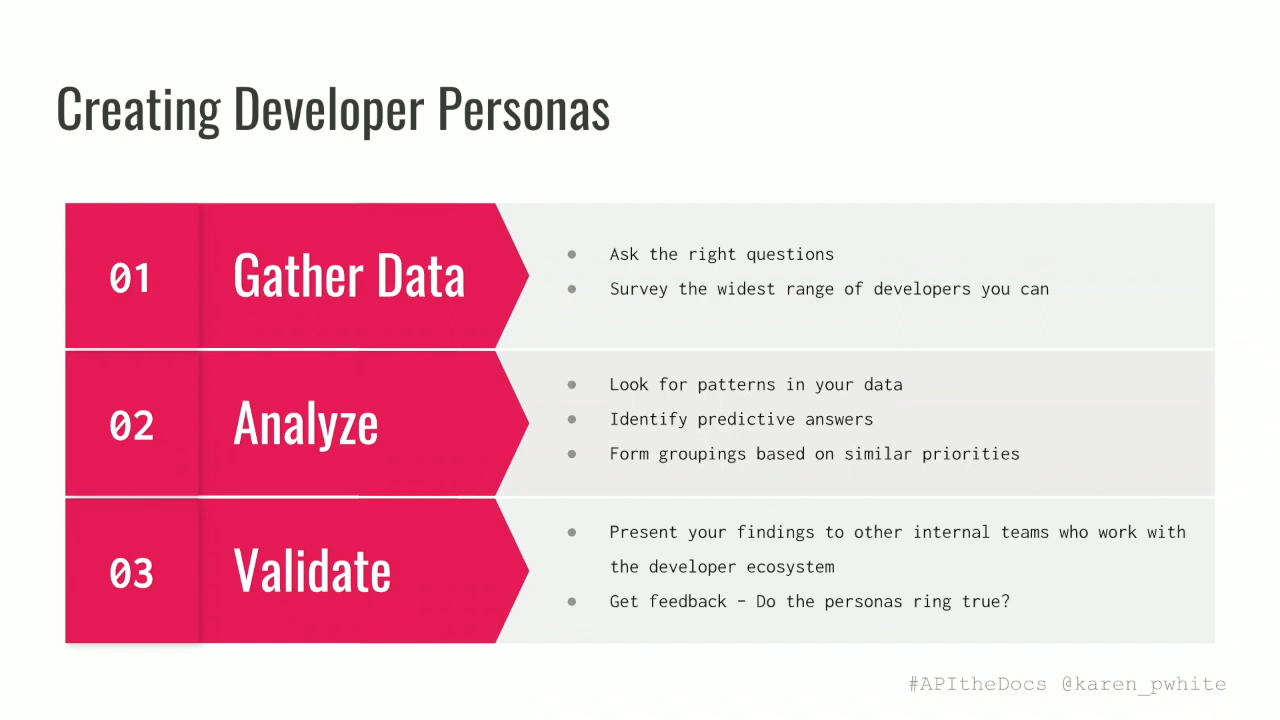 Creating Developer Personas
01
Gather Data
● Ask the right questions
● Survey the widest range of developers you can
02
Analyze
● Look for patterns in your data
● Identify predictive answers
● Form groupings based on similar priorities
03
Validate
● Present your findings to other internal teams who work with
the developer ecosystem
● Get feedback – Do the personas ring true?
#APItheDocs @karen_pwhite